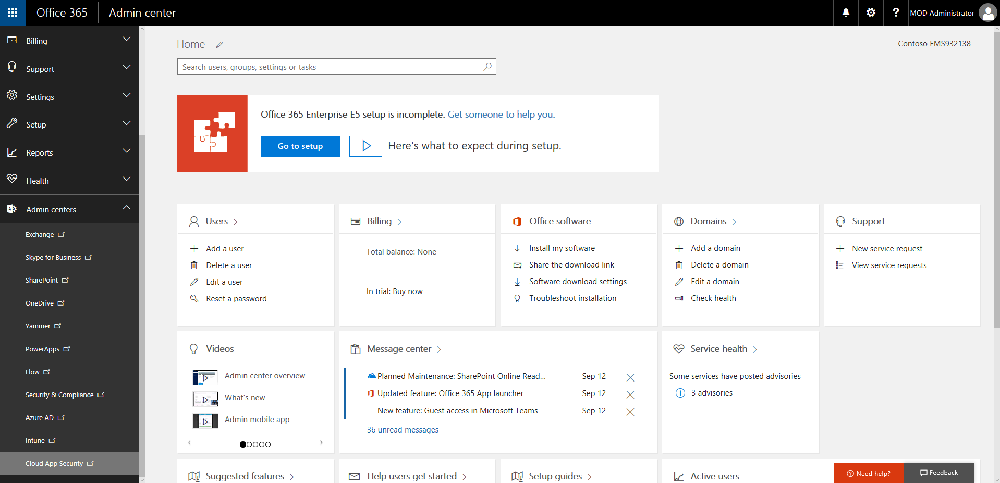 Office 365
Admin center
MOD Administrator
Billing
Support
Settings
Setup
Reports
Health
Admin centers
Exchange
Skype for Business
SharePoint
OneDrive
Yammer
PowerApps
Flow
Security & Compliance
Azure AD
Intune
Cloud App Security
Home
Contoso EMS932138
Search users, groups, settings or tasks
Office 365 Enterprise E5 setup is incomplete. Get someone to help you.
Go to setup
Here's what to expect during setup.
Users
Add a user
Delete a user
Edit a user
Reset a password
Billing
Total balance: None
In trial: Buy now
Office software
Install my software
Share the download link
Software download settings
Troubleshoot installation
Domains
Add a domain
Delete a domain
Edit a domain
Check health
Support
New service request
View service requests
Videos
Admin center overview
What's new
Admin mobile app
Message center
Planned Maintenance: SharePoint Online Read... Sep 12
Updated feature: Office 365 App launcher Sep 12
New feature: Guest access in Microsoft Teams Sep 12
36 unread messages
Service health
Some services have posted advisories
3 advisories
Suggested features
Help users get started
Setup guides
Active users
Need help?
Feedback